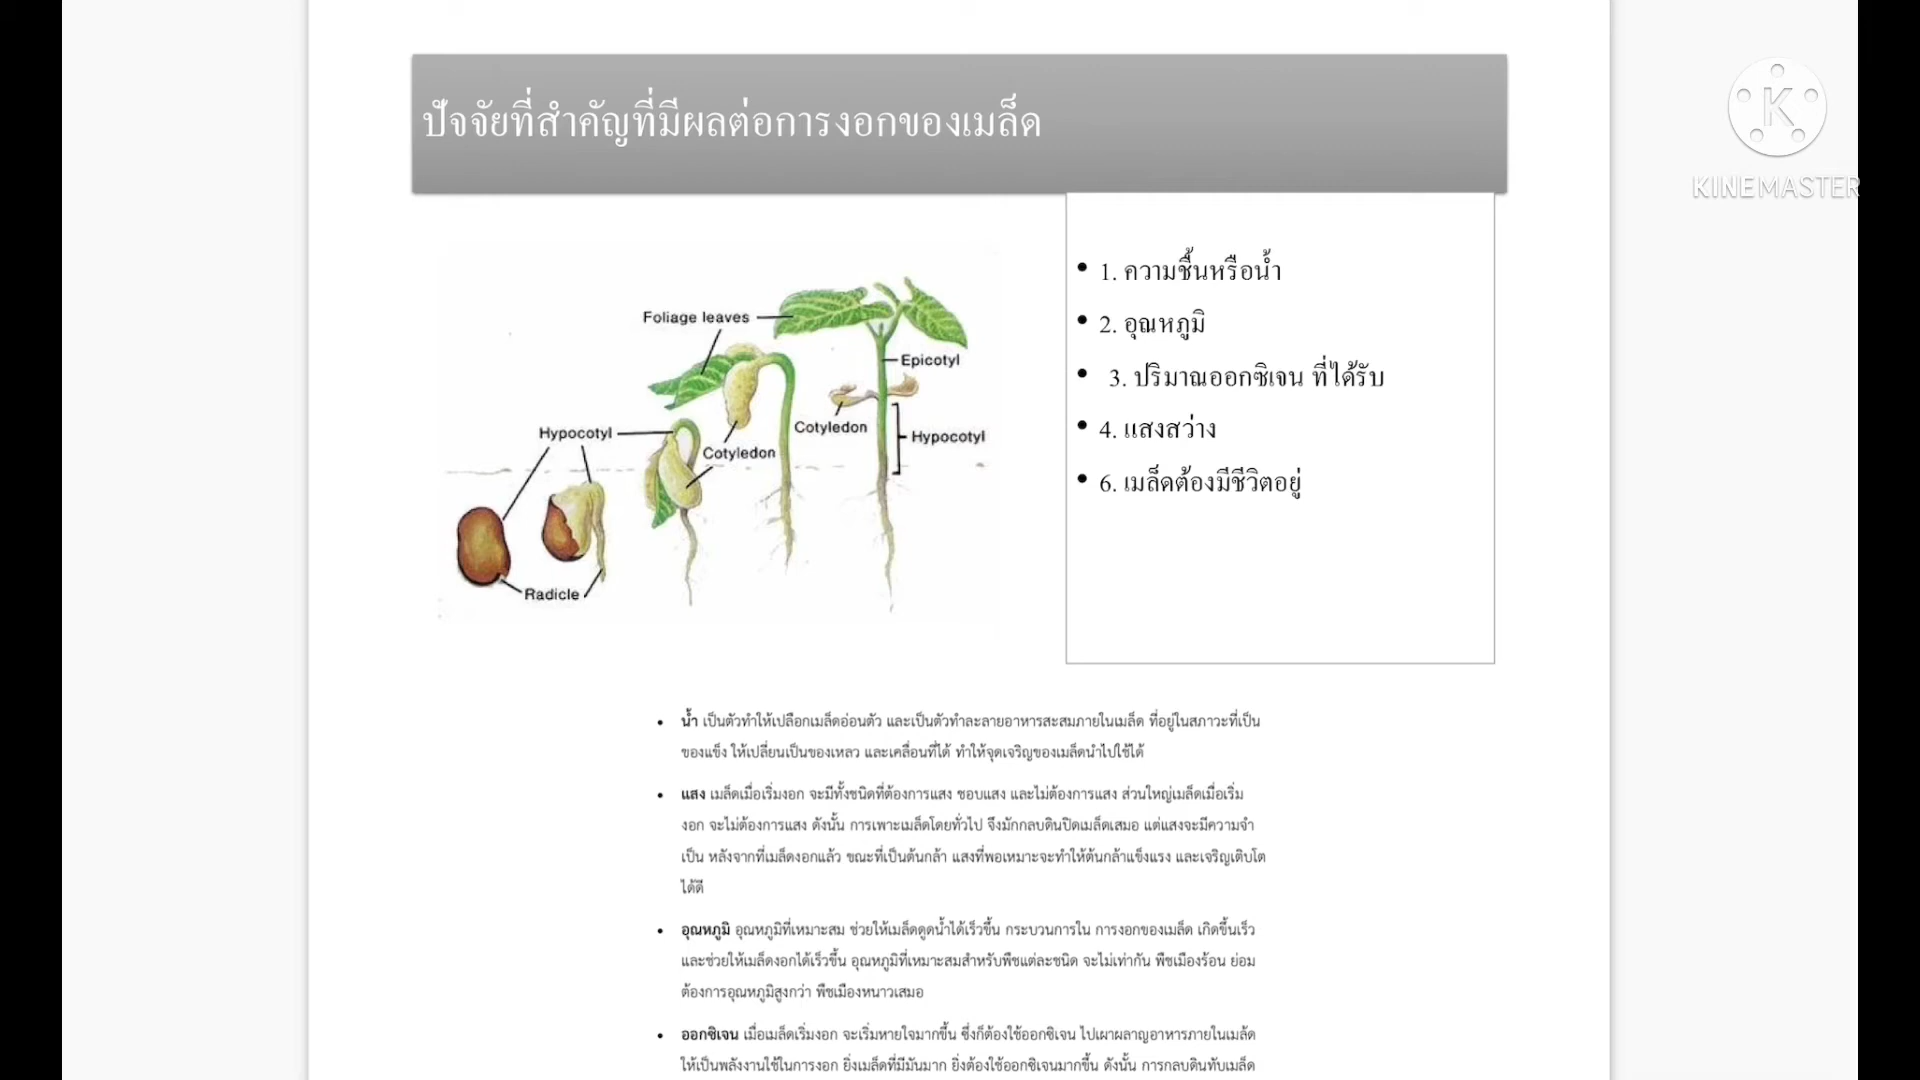 ปัจจัยที่สำคัญที่มีผลต่อการงอกของเมล็ด
KINEMASTER
Foliage leaves
Epicotyl
Cotyledon
Hypocotyl
Hypocotyl
Cotyledon
Radicle
• 1. ความชื้นหรือน้ำ
• 2. อุณหภูมิ
• 3. ปริมาณออกซิเจน ที่ได้รับ
• 4. แสงสว่าง
• 6. เมล็ดต้องมีชีวิตอยู่
• น้ำ เป็นตัวทำให้เปลือกเมล็ดอ่อนตัว และเป็นตัวทำละลายอาหารสะสมภายในเมล็ด ที่อยู่ในสภาวะที่เป็น
ของแข็ง ให้เปลี่ยนเป็นของเหลว และเคลื่อนที่ได้ ทำให้จุดเจริญของเมล็ดนำไปใช้ได้
• แสง เมล็ดเมื่อเริ่มงอก จะมีทั้งชนิดที่ต้องการแสง ชอบแสง และไม่ต้องการแสง ส่วนใหญ่เมล็ดเมื่อเริ่ม
งอก จะไม่ต้องการแสง ดังนั้น การเพาะเมล็ดโดยทั่วไป จึงมักกลบดินปิดเมล็ดเสมอ แต่แสงจะมีความจำ
เป็น หลังจากที่เมล็ดงอกแล้ว ขณะที่เป็นต้นกล้า แสงที่พอเหมาะจะทำให้ต้นกล้าแข็งแรง และเจริญเติบโต
ได้ดี
• อุณหภูมิ อุณหภูมิที่เหมาะสม ช่วยให้เมล็ดดูดน้ำได้เร็วขึ้น กระบวนการใน การงอกของเมล็ด เกิดขึ้นเร็ว
และช่วยให้เมล็ดงอกได้เร็วขึ้น อุณหภูมิที่เหมาะสมสำหรับพืชแต่ละชนิด จะไม่เท่ากัน พืชเมืองร้อน ย่อม
ต้องการอุณหภูมิสูงกว่า พืชเมืองหนาวเสมอ
• ออกซิเจน เมื่อเมล็ดเริ่มงอก จะเริ่มหายใจมากขึ้น ซึ่งก็ต้องใช้ออกซิเจน ไปเผาผลาญอาหารภายในเมล็ด
ให้เป็นพลังงานใช้ในการงอก ยิ่งเมล็ดที่มีมันมาก ยิ่งต้องใช้ออกซิเจนมากขึ้น ดังนั้น การกลบดินทับเมล็ด